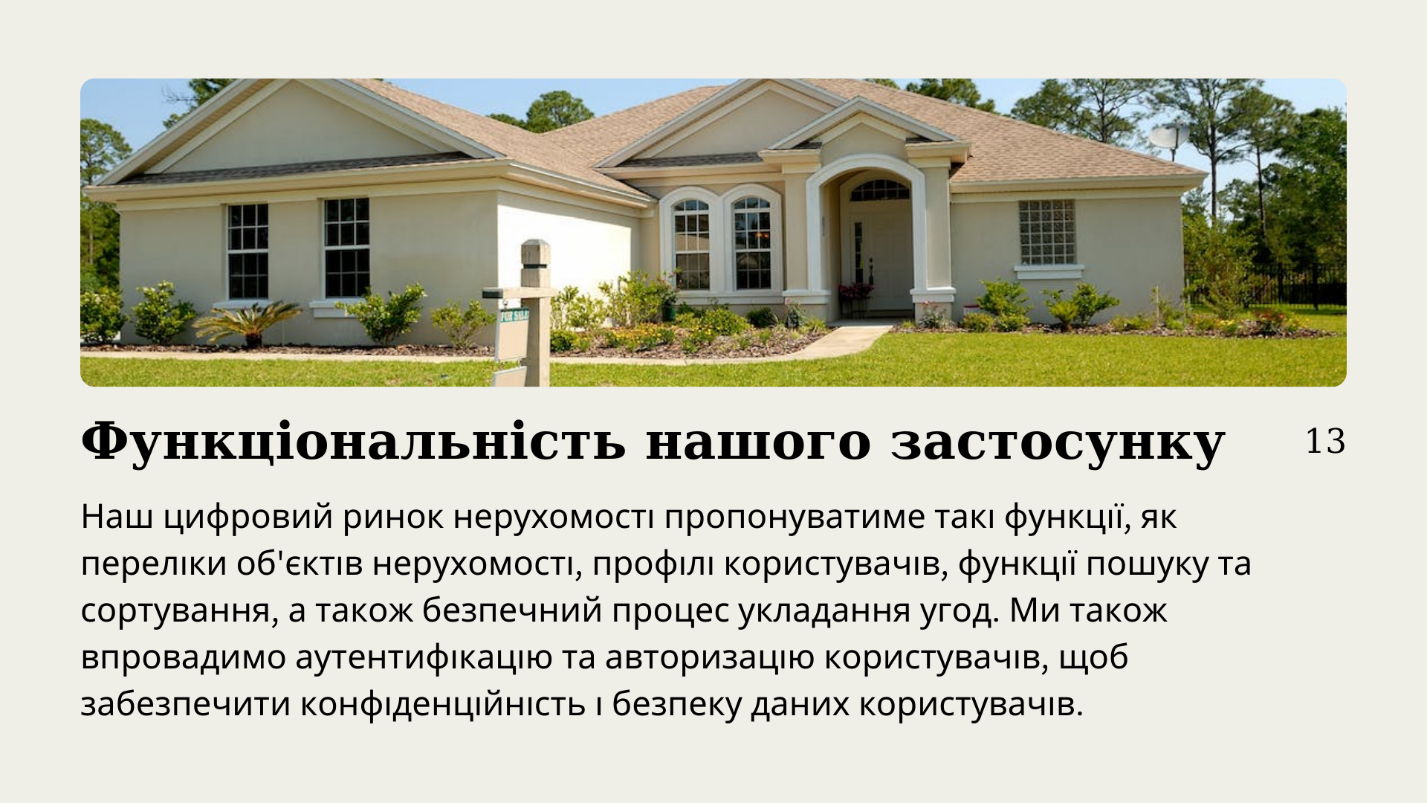 FOR SALE
Функціональність нашого застосунку
13
Наш цифровий ринок нерухомості пропонуватиме такі функції, як
переліки об'єктів нерухомості, профілі користувачів, функції пошуку та
сортування, а також безпечний процес укладання угод. Ми також
впровадимо аутентифікацію та авторизацію користувачів, щоб
забезпечити конфіденційність і безпеку даних користувачів.